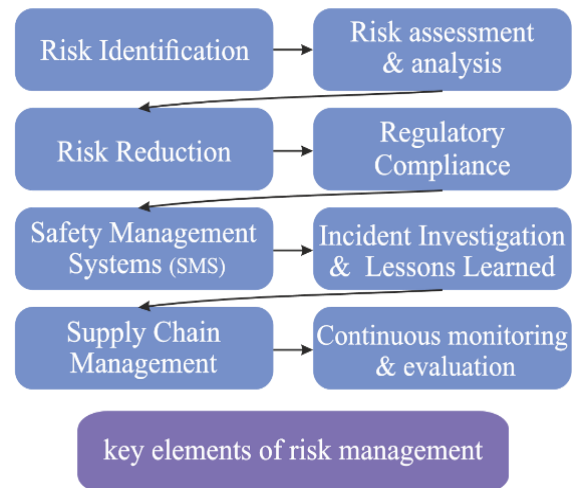 Risk Identification
Risk assessment
& analysis
Risk Reduction
Regulatory
Compliance
Safety Management
Systems (SMS)
Incident Investigation
& Lessons Learned
Supply Chain
Management
Continuous monitoring
& evaluation
key elements of risk management